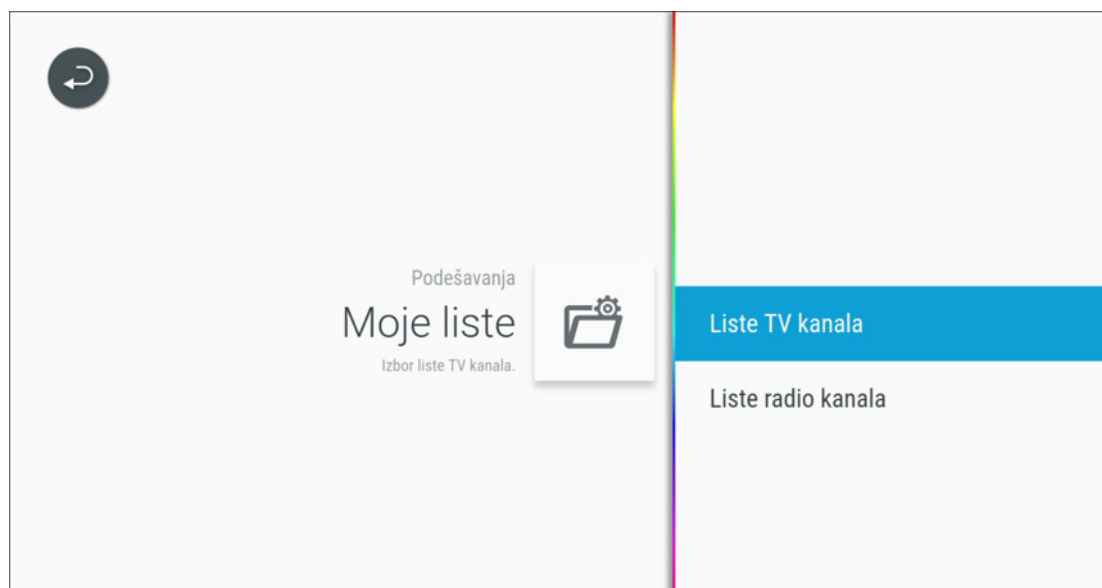 Podešavanja
Moje liste
Izbor liste TV kanala.
Liste TV kanala
Liste radio kanala